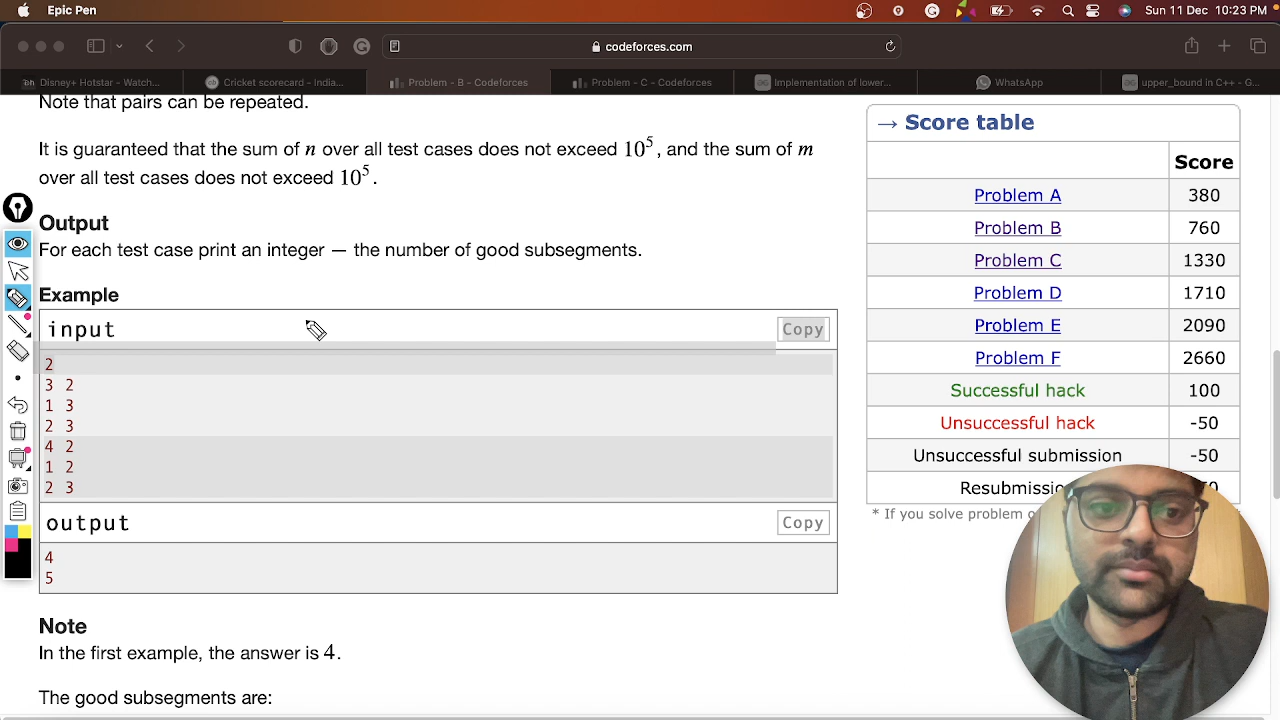 Epic Pen
Sun 11 Dec 10:23 PM
codeforces.com
Disney+ Hotstar - Watch...
Cricket scorecard - India...
Problem - B - Codeforces
Problem - C - Codeforces
Implementation of lower...
WhatsApp
upper_bound in C++ - G...
Note that pairs can be repeated.
It is guaranteed that the sum of n over all test cases does not exceed 10^5, and the sum of m
over all test cases does not exceed 10^5.
Output
For each test case print an integer — the number of good subsegments.
Example
input
Copy
2
3 2
1 3
2 3
4 2
1 2
2 3
output
Copy
4
5
Note
In the first example, the answer is 4.
The good subsegments are:
→ Score table
Score
Problem A 380
Problem B 760
Problem C 1330
Problem D 1710
Problem E 2090
Problem F 2660
Successful hack 100
Unsuccessful hack -50
Unsuccessful submission -50
* If you solve problem